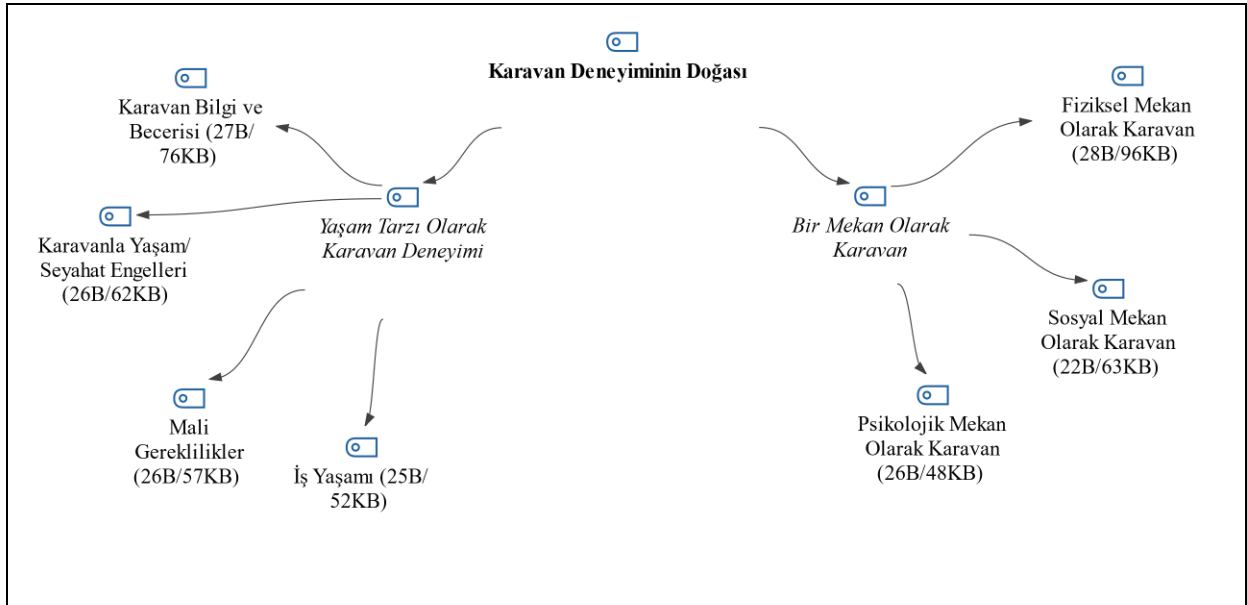 Karavan Deneyiminin Doğası
Karavan Bilgi ve
Becerisi (27B/
76KB)
Fiziksel Mekan
Olarak Karavan
(28B/96KB)
Yaşam Tarzı Olarak
Karavan Deneyimi
Bir Mekan Olarak
Karavan
Karavanla Yaşam/
Seyahat Engelleri
(26B/62KB)
Sosyal Mekan
Olarak Karavan
(22B/63KB)
Mali
Gereklilikler
(26B/57KB)
İş Yaşamı (25B/
52KB)
Psikolojik Mekan
Olarak Karavan
(26B/48KB)